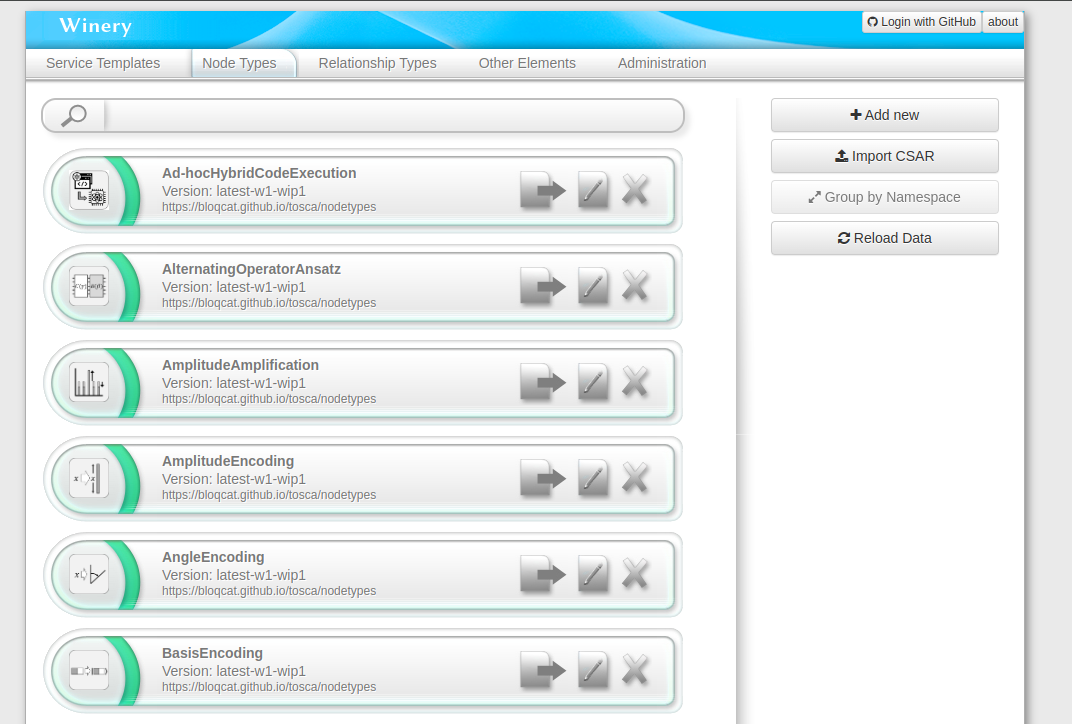 Winery
Login with GitHub
about
Service Templates
Node Types
Relationship Types
Other Elements
Administration
Add new
Import CSAR
Group by Namespace
Reload Data
Ad-hocHybridCodeExecution
Version: latest-w1-wip1
https://bloqcat.github.io/tosca/nodetypes
AlternatingOperatorAnsatz
Version: latest-w1-wip1
https://bloqcat.github.io/tosca/nodetypes
AmplitudeAmplification
Version: latest-w1-wip1
https://bloqcat.github.io/tosca/nodetypes
AmplitudeEncoding
Version: latest-w1-wip1
https://bloqcat.github.io/tosca/nodetypes
AngleEncoding
Version: latest-w1-wip1
https://bloqcat.github.io/tosca/nodetypes
BasisEncoding
Version: latest-w1-wip1
https://bloqcat.github.io/tosca/nodetypes